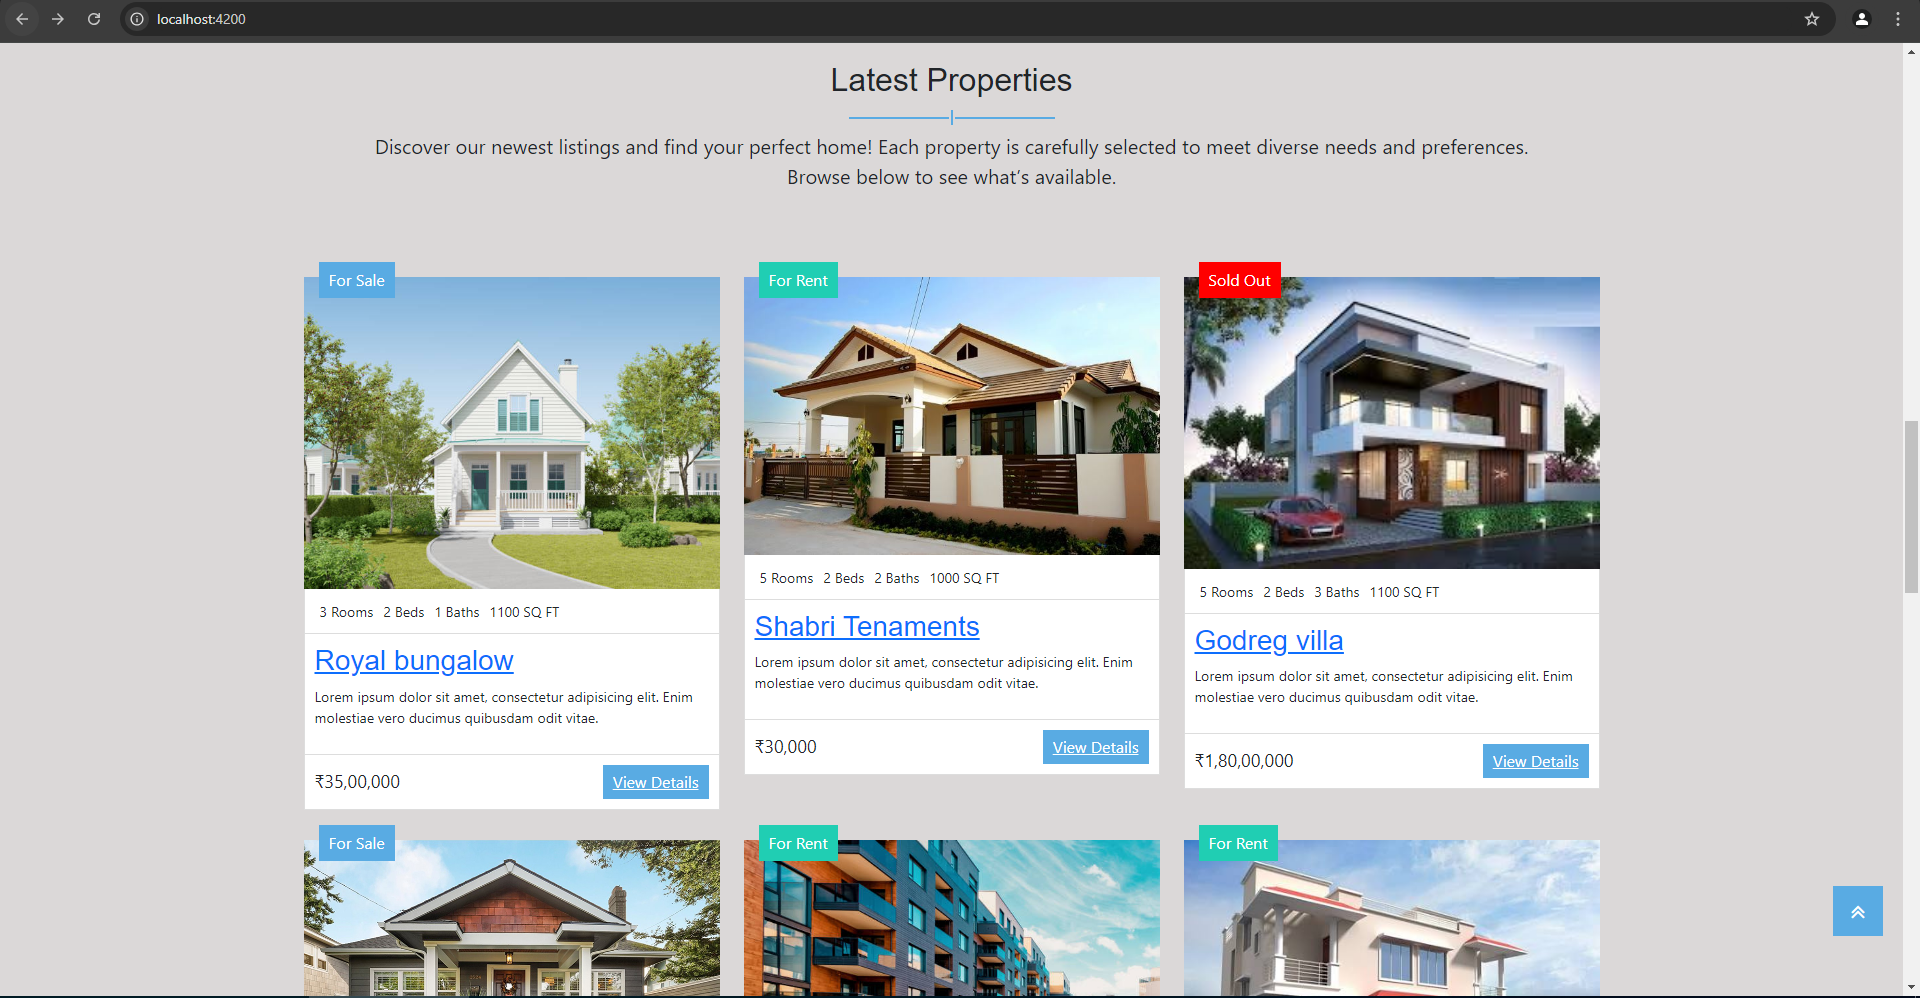 localhost:4200
Latest Properties
Discover our newest listings and find your perfect home! Each property is carefully selected to meet diverse needs and preferences.
Browse below to see what's available.
For Sale
3 Rooms 2 Beds 1 Baths 1100 SQ FT
Royal bungalow
Lorem ipsum dolor sit amet, consectetur adipisicing elit. Enim
molestiae vero ducimus quibusdam odit vitae.
₹35,00,000
View Details
For Rent
5 Rooms 2 Beds 2 Baths 1000 SQ FT
Shabri Tenaments
Lorem ipsum dolor sit amet, consectetur adipisicing elit. Enim
molestiae vero ducimus quibusdam odit vitae.
₹30,000
View Details
Sold Out
5 Rooms 2 Beds 3 Baths 1100 SQ FT
Godreg villa
Lorem ipsum dolor sit amet, consectetur adipisicing elit. Enim
molestiae vero ducimus quibusdam odit vitae.
₹1,80,00,000
View Details
For Sale
For Rent
For Rent